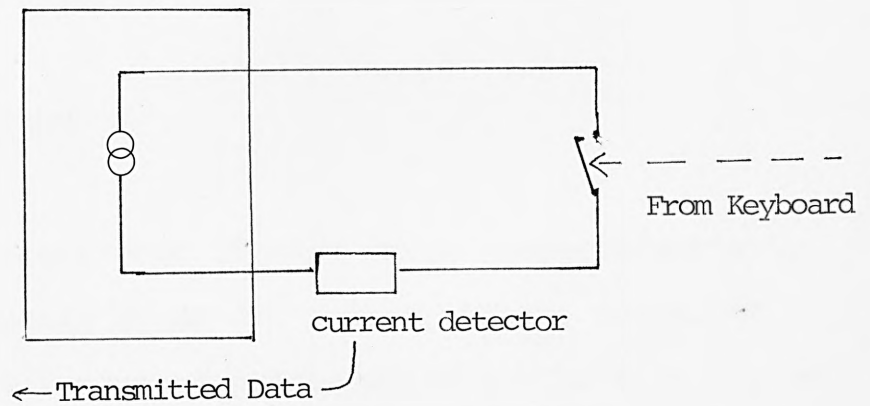 From Keyboard
current detector
Transmitted Data